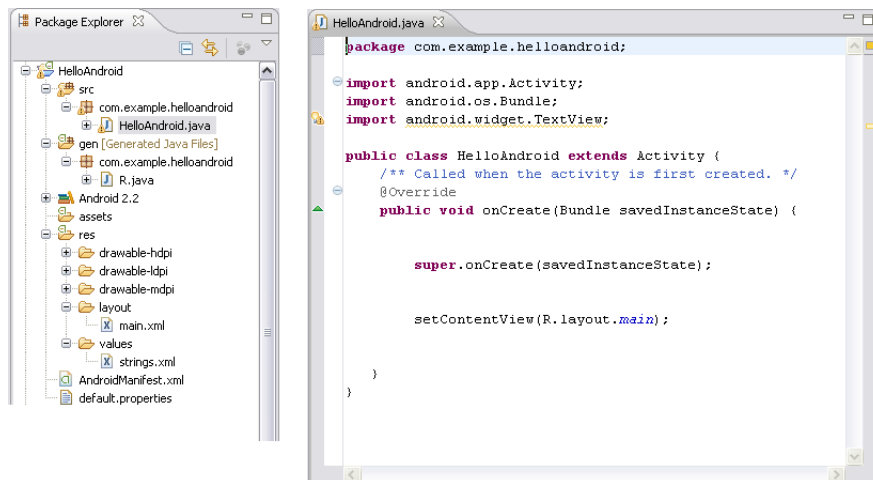 Package Explorer
HelloAndroid
src
com.example.helloandroid
HelloAndroid.java
gen [Generated Java Files]
com.example.helloandroid
R.java
Android 2.2
assets
res
drawable-hdpi
drawable-ldpi
drawable-mdpi
layout
main.xml
values
strings.xml
AndroidManifest.xml
default.properties
HelloAndroid.java
package com.example.helloandroid;
import android.app.Activity;
import android.os.Bundle;
import android.widget.TextView;
public class HelloAndroid extends Activity {
/** Called when the activity is first created. */
@Override
public void onCreate(Bundle savedInstanceState) {
super.onCreate(savedInstanceState);
setContentView(R.layout.main);
}
}